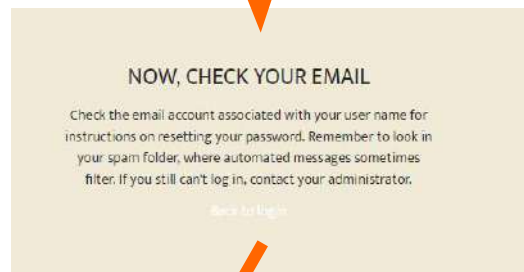 NOW, CHECK YOUR EMAIL
Check the email account associated with your user name for
instructions on resetting your password. Remember to look in
your spam folder, where automated messages sometimes
filter. If you still can't log in, contact your administrator.
Back to login